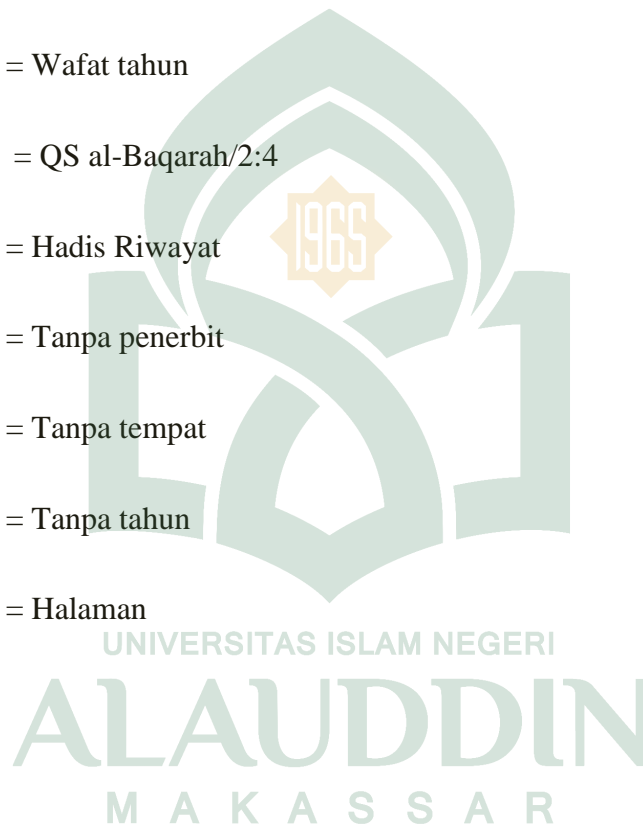 = Wafat tahun
= QS al-Baqarah/2:4
= Hadis Riwayat
1965
= Tanpa penerbit
= Tanpa tempat
= Tanpa tahun
= Halaman
UNIVERSITAS ISLAM NEGERI
ALAUDDIN
MAKASSAR